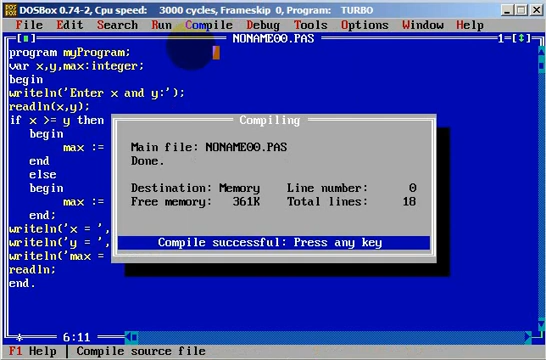 DOSBox 0.74-2, Cpu speed: 3000 cycles, Frameskip 0, Program: TURBO
File Edit Search Run Compile Debug Tools Options Window Help
NONAME00.PAS 1=[↕]
program myProgram;
var x,y,max:integer;
begin
writeln('Enter x and y:');
readln(x,y);
if x >= y then
begin
max :=
end
else
begin
max :=
end;
writeln('x = ',
writeln('y = ',
writeln('max =
readln;
end.
Compiling
Main file: NONAME00.PAS
Done.
Destination: Memory Line number: 0
Free memory: 361K Total lines: 18
Compile successful: Press any key
6:11
F1 Help | Compile source file